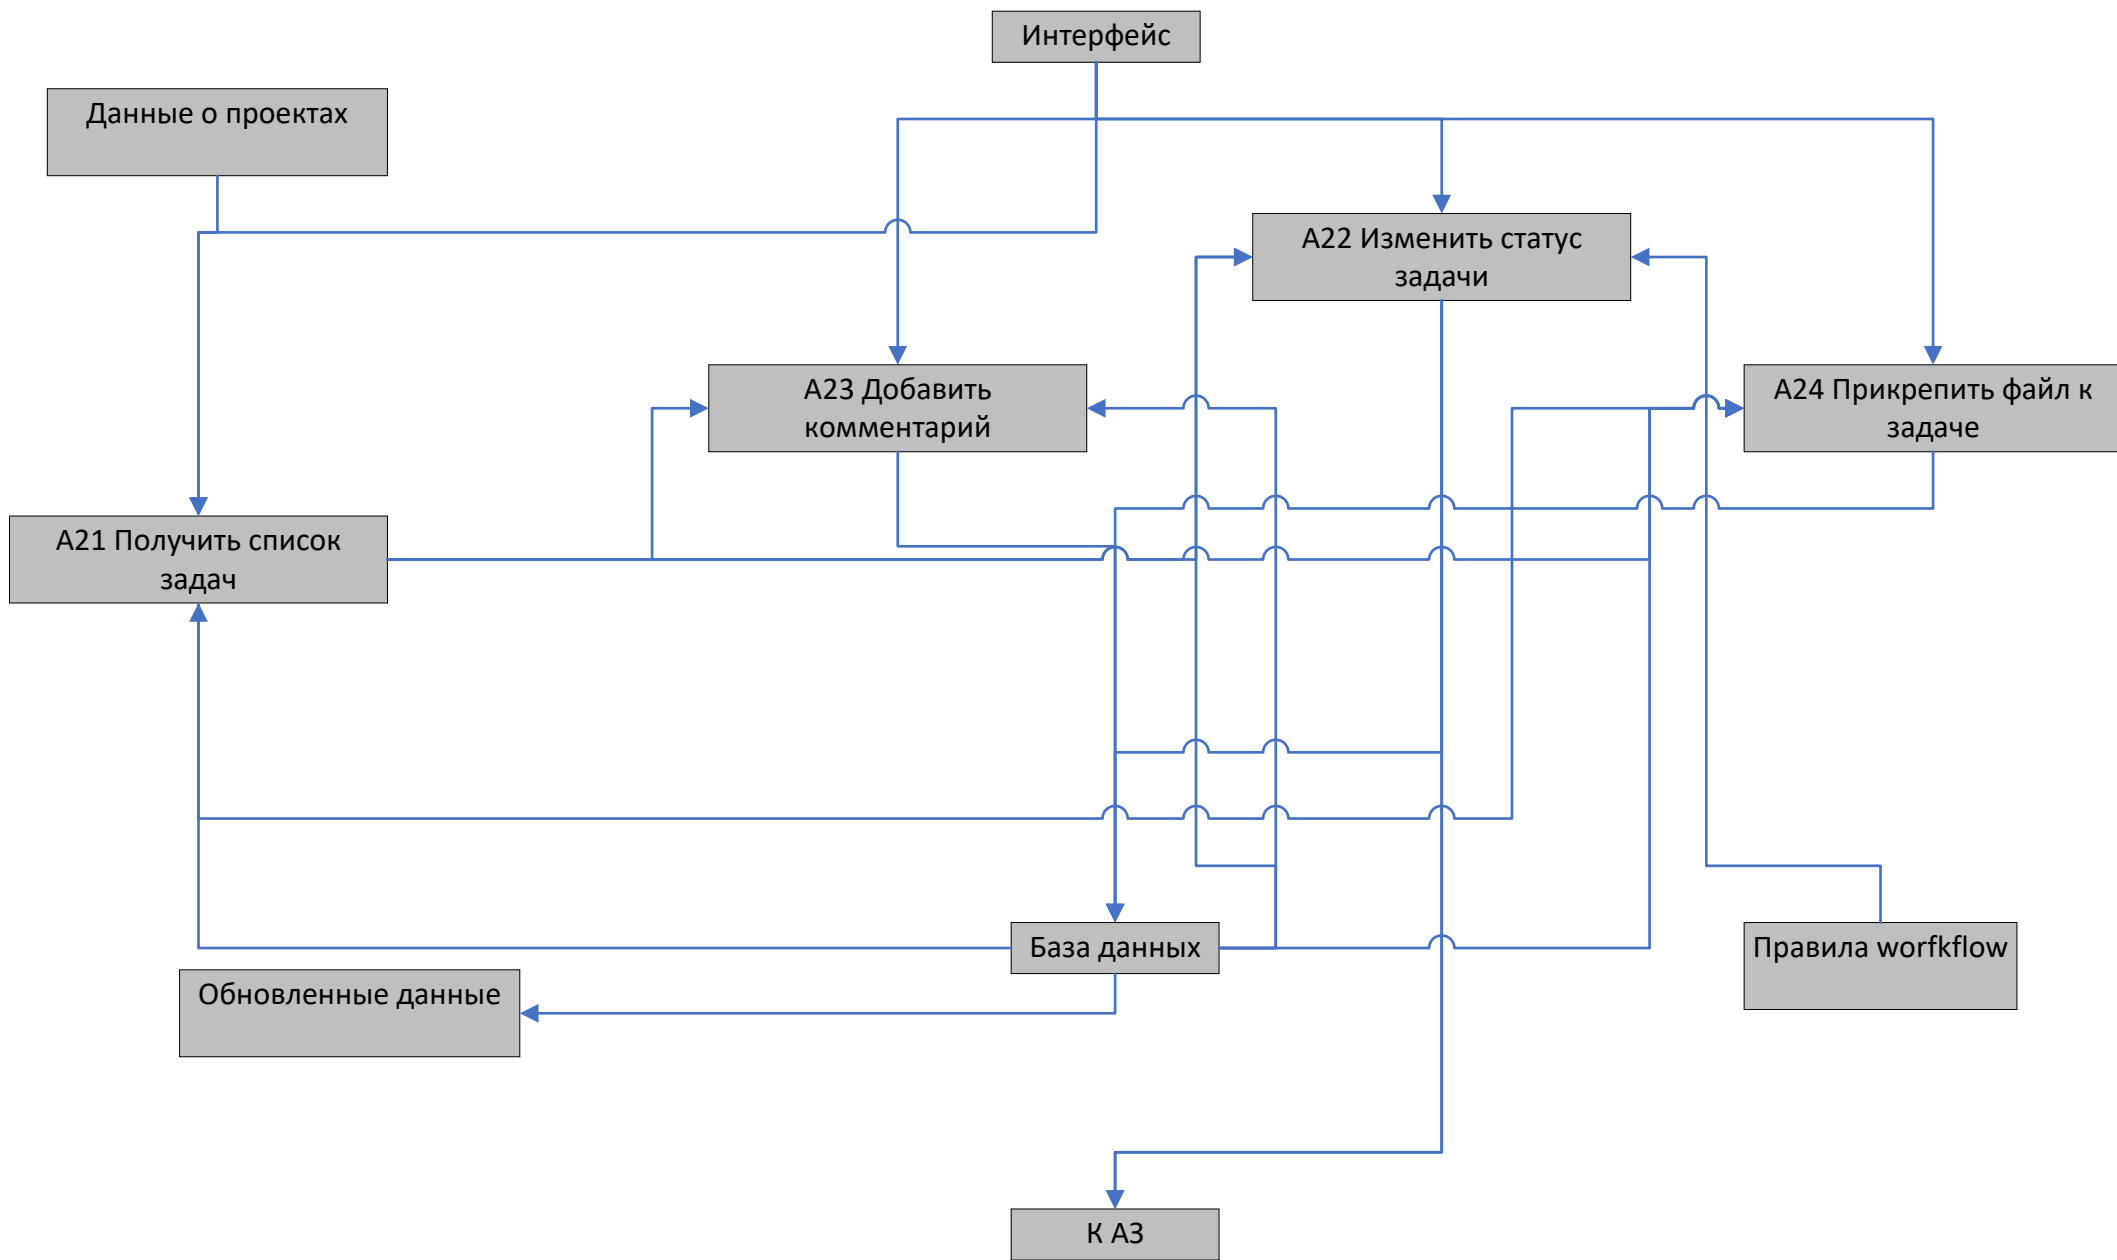 Интерфейс
Данные о проектах
А22 Изменить статус
задачи
А23 Добавить
комментарий
А24 Прикрепить файл к
задаче
А21 Получить список
задач
База данных
Правила worfkflow
Обновленные данные
К А3